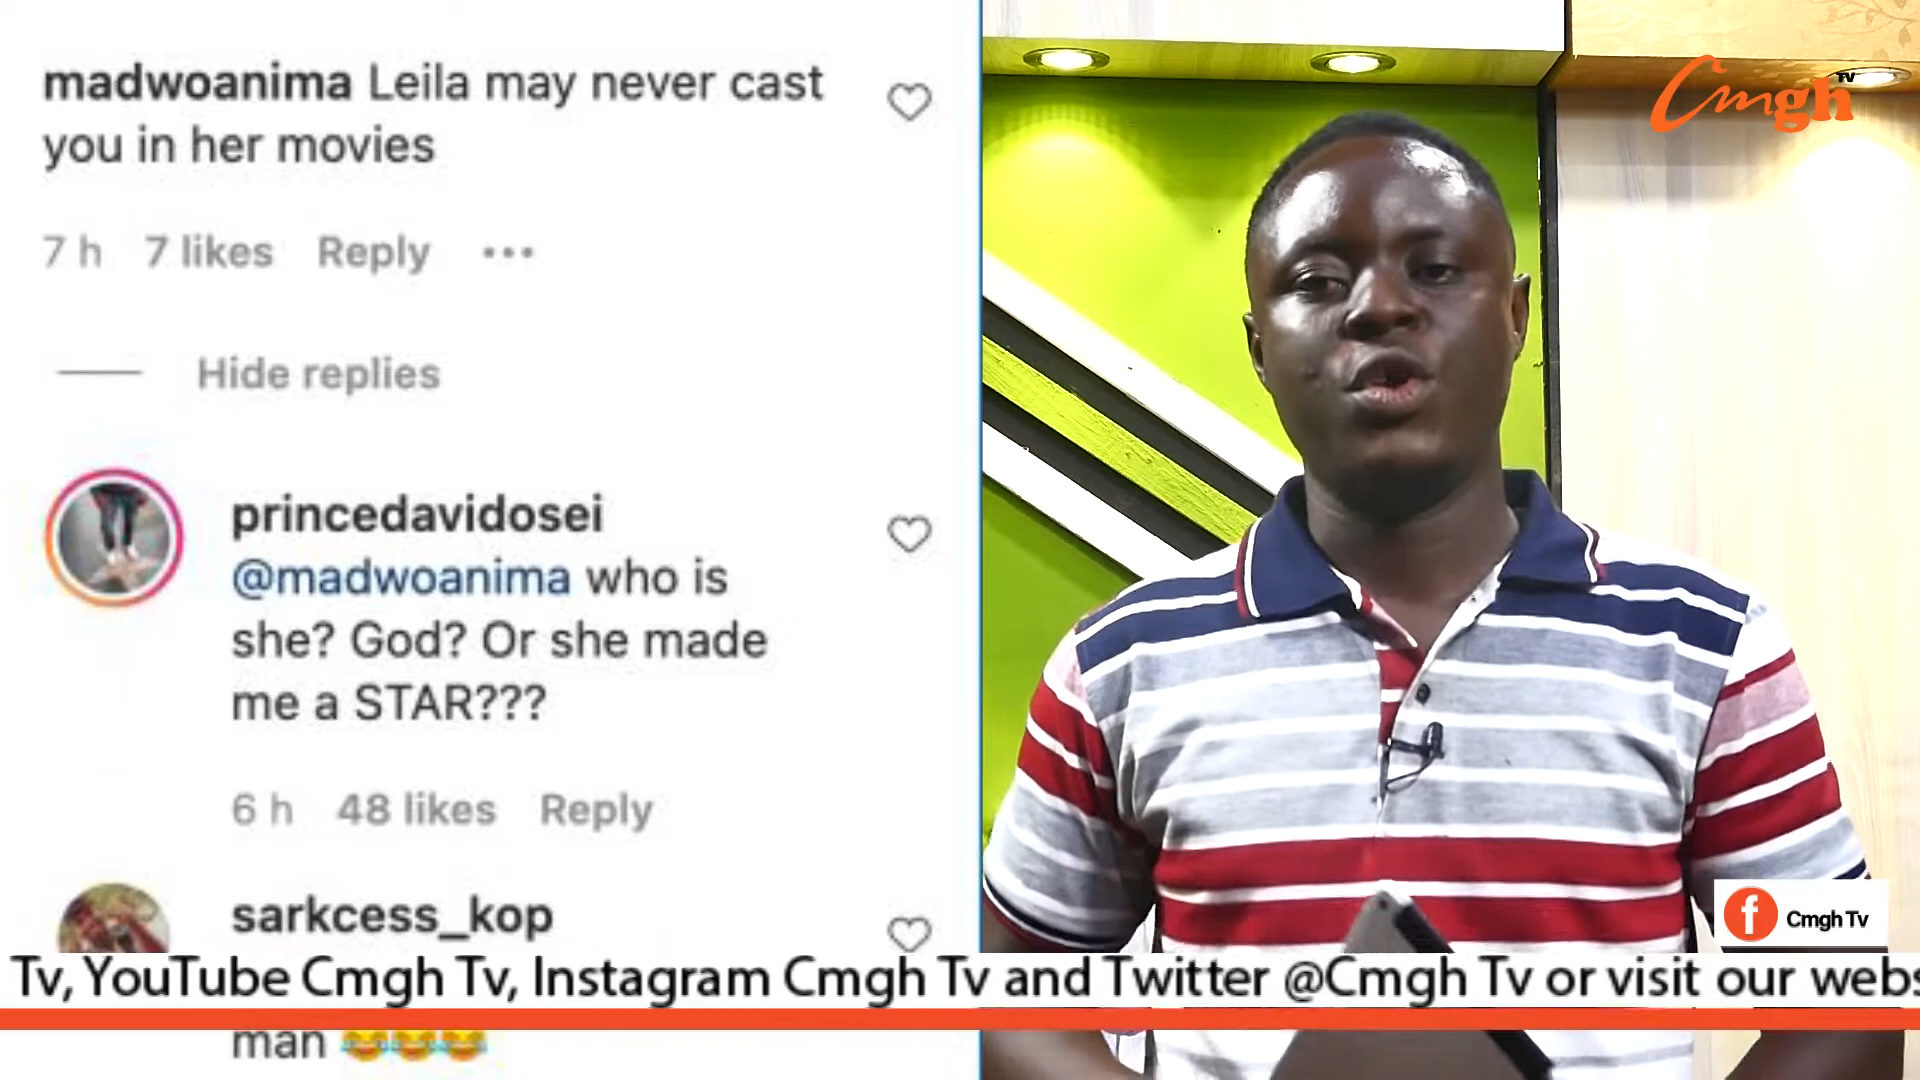 madwoanima Leila may never cast
you in her movies
7 h 7 likes Reply
Hide replies
princedavidosei
@madwoanima who is
she? God? Or she made
me a STAR???
6 h 48 likes Reply
sarkcess_kop
man 😂😂😂
Cmgh TV
f Cmgh Tv
Tv, YouTube Cmgh Tv, Instagram Cmgh Tv and Twitter @Cmgh Tv or visit our webs